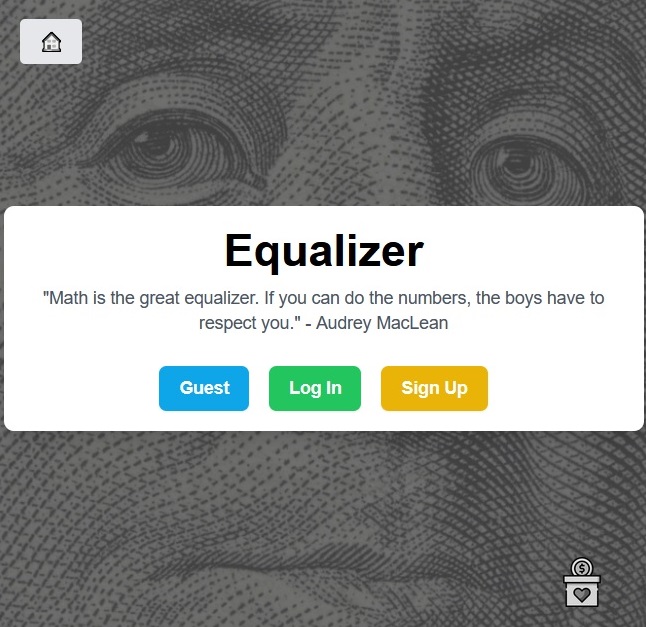 Equalizer
"Math is the great equalizer. If you can do the numbers, the boys have to
respect you." - Audrey MacLean
Guest
Log In
Sign Up
$